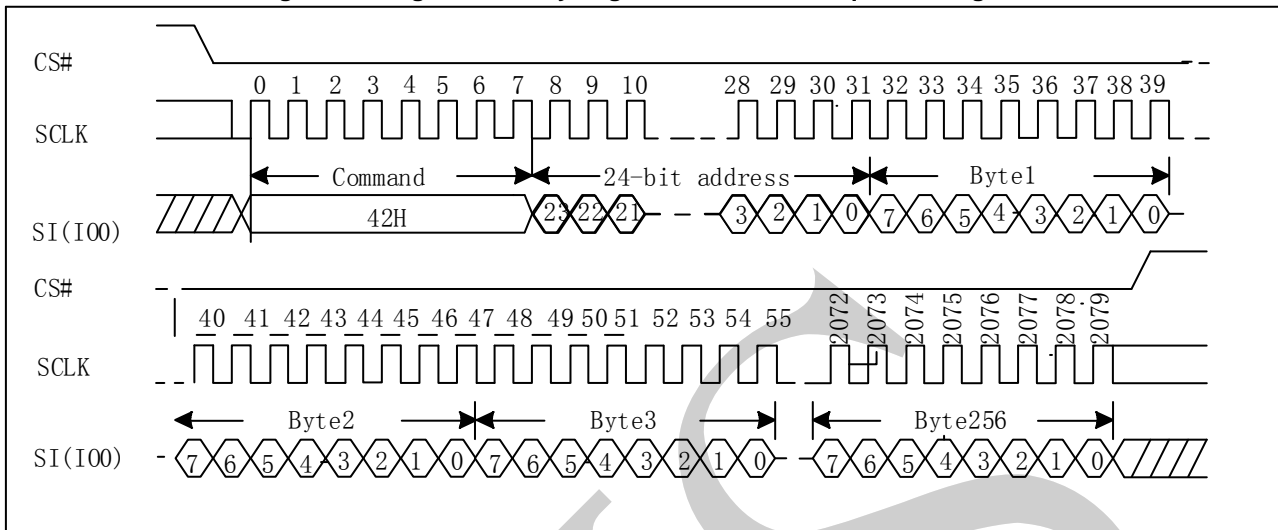 CS#
0 1 2 3 4 5 6 7 8 9 10 28 29 30 31 32 33 34 35 36 37 38 39
SCLK
Command 24-bit address Byte1
SI(IO0) 42H 23 22 21 3 2 1 0 7 6 5 4 3 2 1 0
CS#
40 41 42 43 44 45 46 47 48 49 50 51 52 53 54 55 2072 2073 2074 2075 2076 2077 2078 2079
SCLK
Byte2 Byte3 Byte256
SI(IO0) 7 6 5 4 3 2 1 0 7 6 5 4 3 2 1 0 7 6 5 4 3 2 1 0